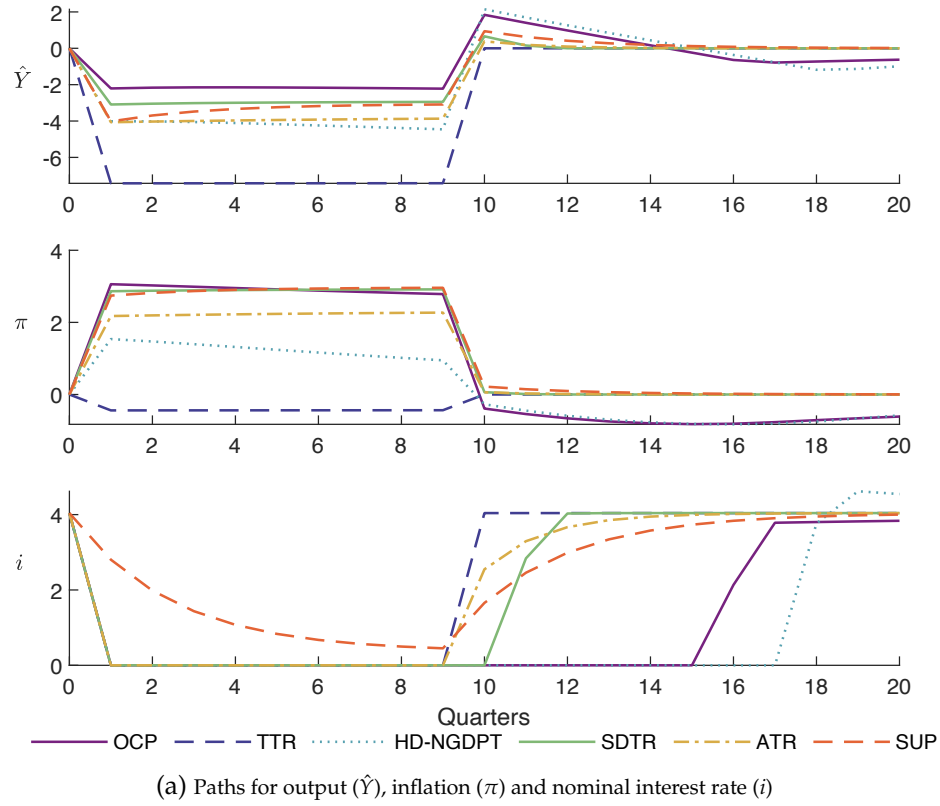 2
0
-2
-4
-6
Ŷ
0 2 4 6 8 10 12 14 16 18 20
4
2
0
π
0 2 4 6 8 10 12 14 16 18 20
4
2
0
i
0 2 4 6 8 10 12 14 16 18 20
Quarters
OCP TTR HD-NGDPT SDTR ATR SUP
(a) Paths for output (Ŷ), inflation (π) and nominal interest rate (i)